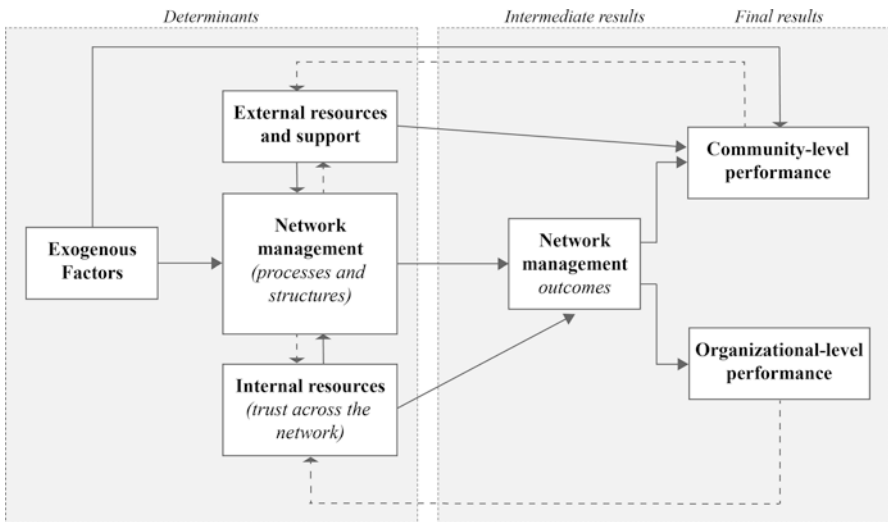 Determinants
Intermediate results
Final results
External resources
and support
Community-level
performance
Network
management
(processes and
structures)
Exogenous
Factors
Network
management
outcomes
Organizational-level
performance
Internal resources
(trust across the
network)